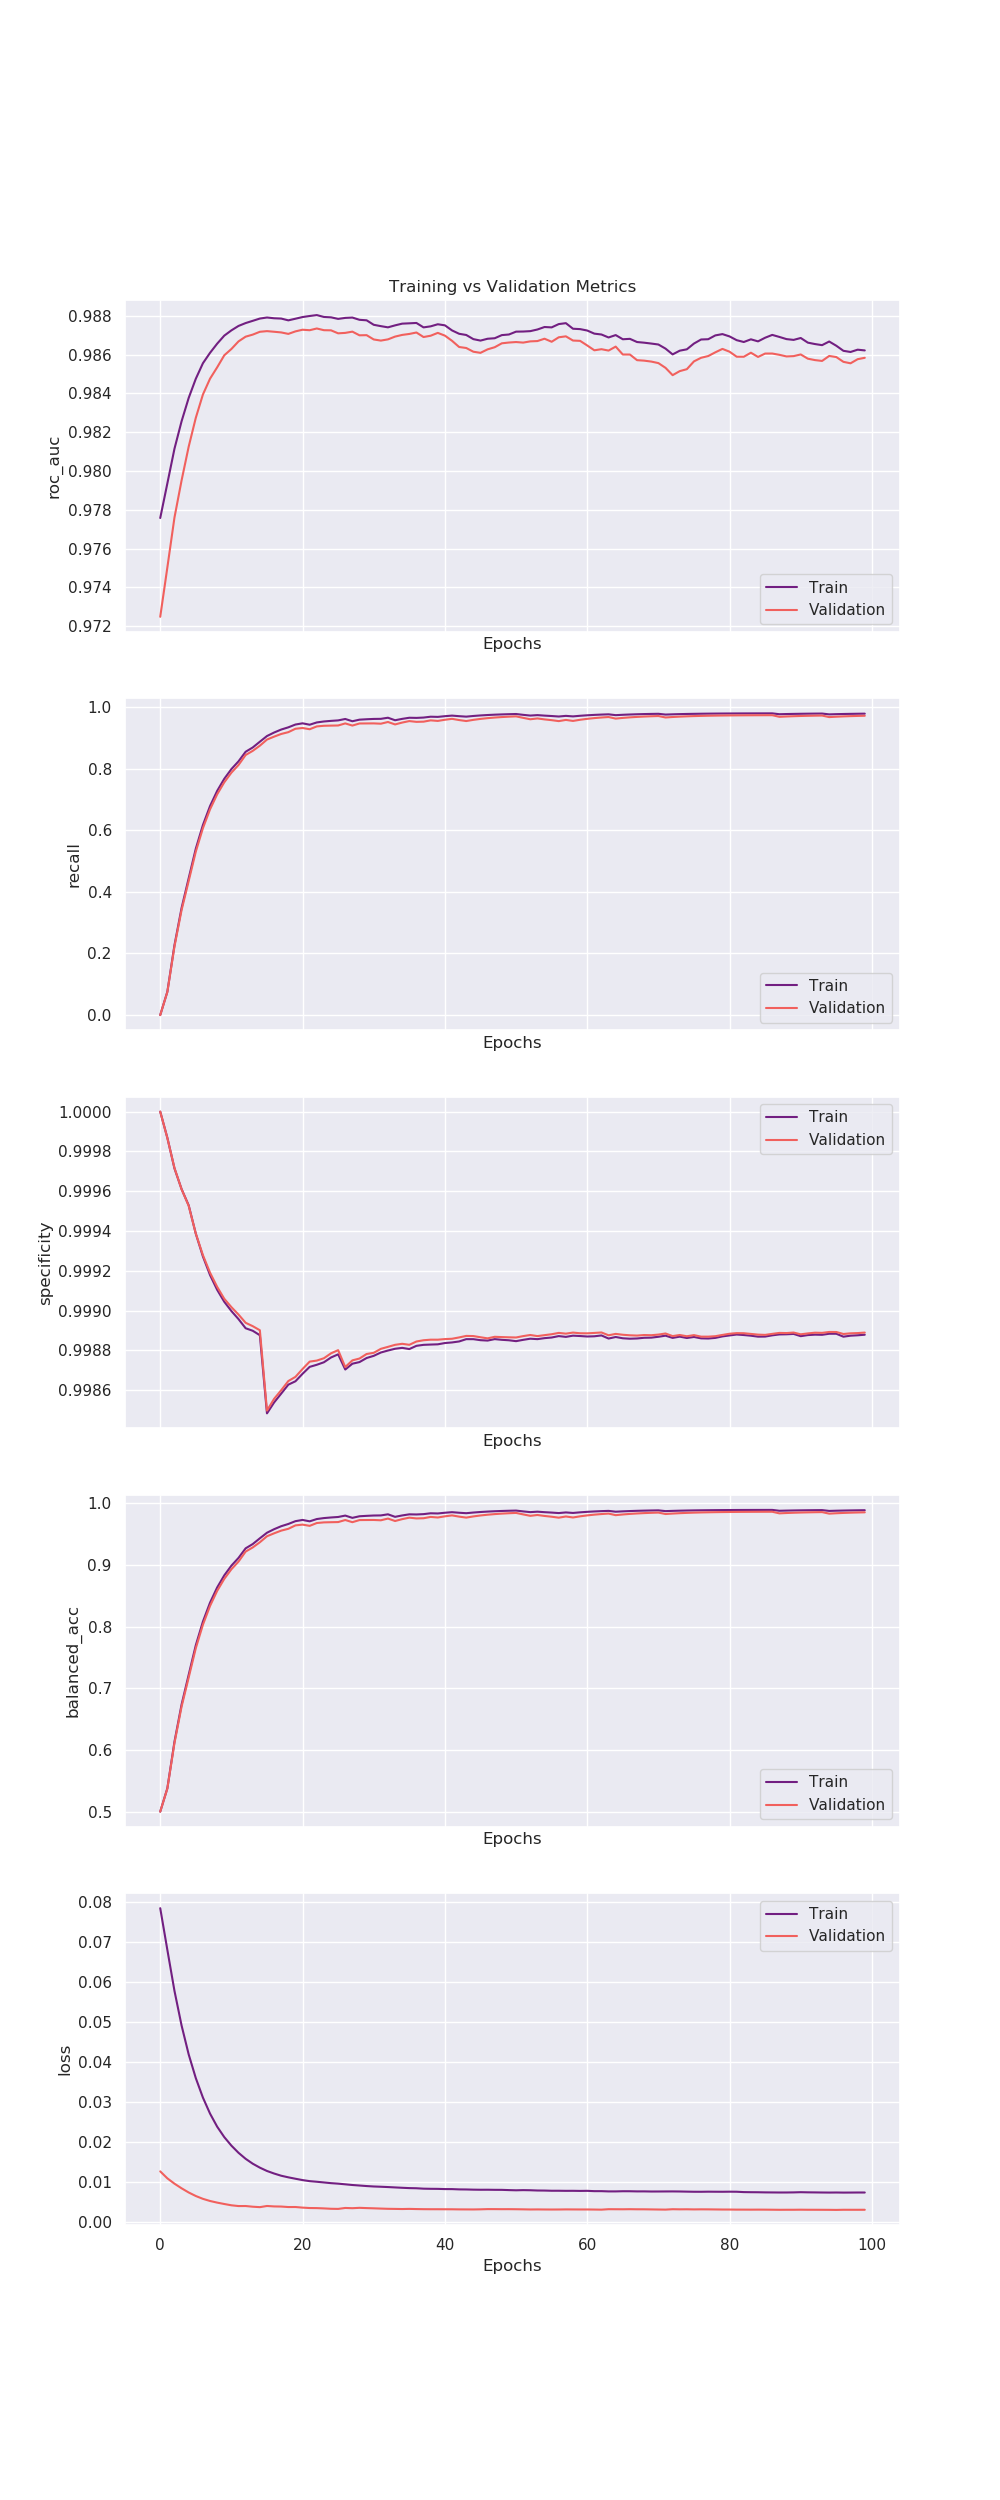 Training vs Validation Metrics
0.988
0.986
0.984
0.982
0.980
0.978
0.976
0.974
0.972
roc_auc
Train
Validation
Epochs
1.0
0.8
0.6
0.4
0.2
0.0
recall
Train
Validation
Epochs
1.0000
0.9998
0.9996
0.9994
0.9992
0.9990
0.9988
0.9986
specificity
Train
Validation
Epochs
1.0
0.9
0.8
0.7
0.6
0.5
balanced_acc
Train
Validation
Epochs
0.08
0.07
0.06
0.05
0.04
0.03
0.02
0.01
0.00
loss
Train
Validation
0 20 40 60 80 100
Epochs